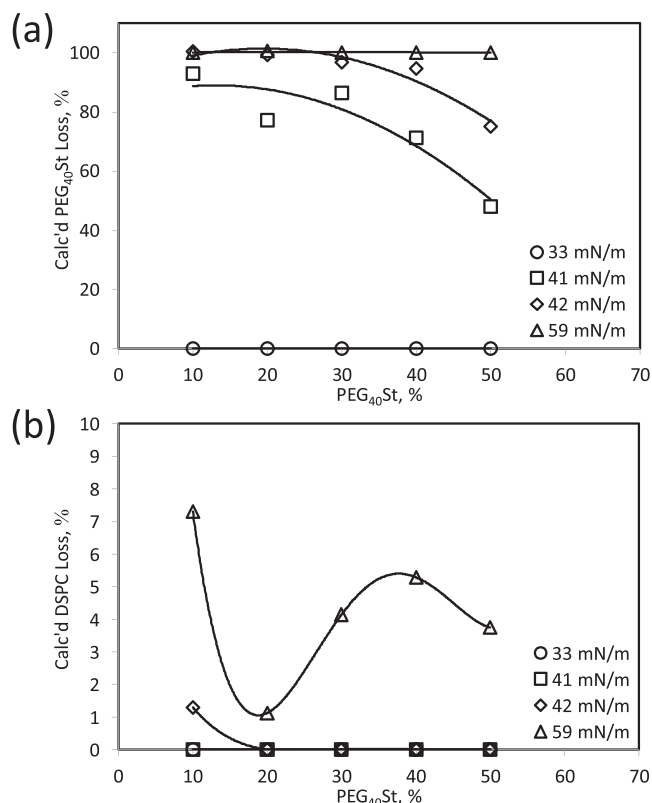 (a)
Calc'd PEG₄₀St Loss, %
100
80
60
40
20
0
33 mN/m
41 mN/m
42 mN/m
59 mN/m
0 10 20 30 40 50 60 70
PEG₄₀St, %
(b)
Calc'd DSPC Loss, %
10
9
8
7
6
5
4
3
2
1
0
33 mN/m
41 mN/m
42 mN/m
59 mN/m
0 10 20 30 40 50 60 70
PEG₄₀St, %